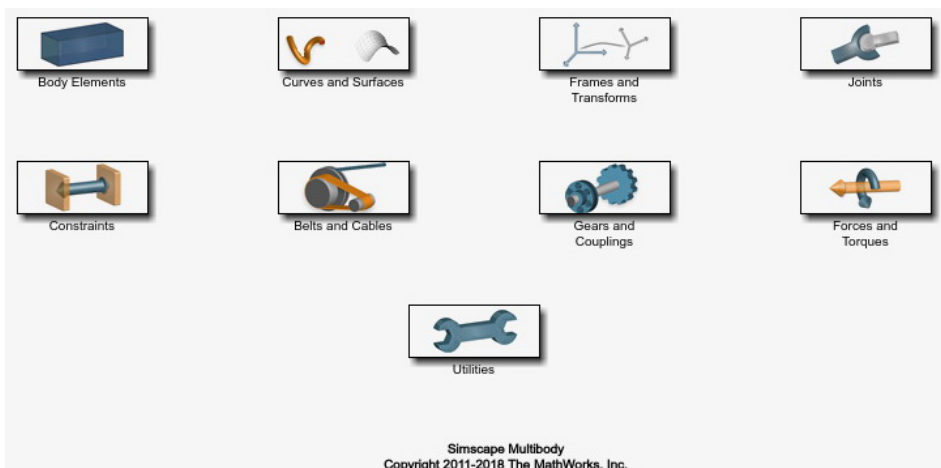 Body Elements
Curves and Surfaces
Frames and
Transforms
Joints
Constraints
Belts and Cables
Gears and
Couplings
Forces and
Torques
Utilities
Simscape Multibody
Copyright 2011-2018 The MathWorks, Inc.